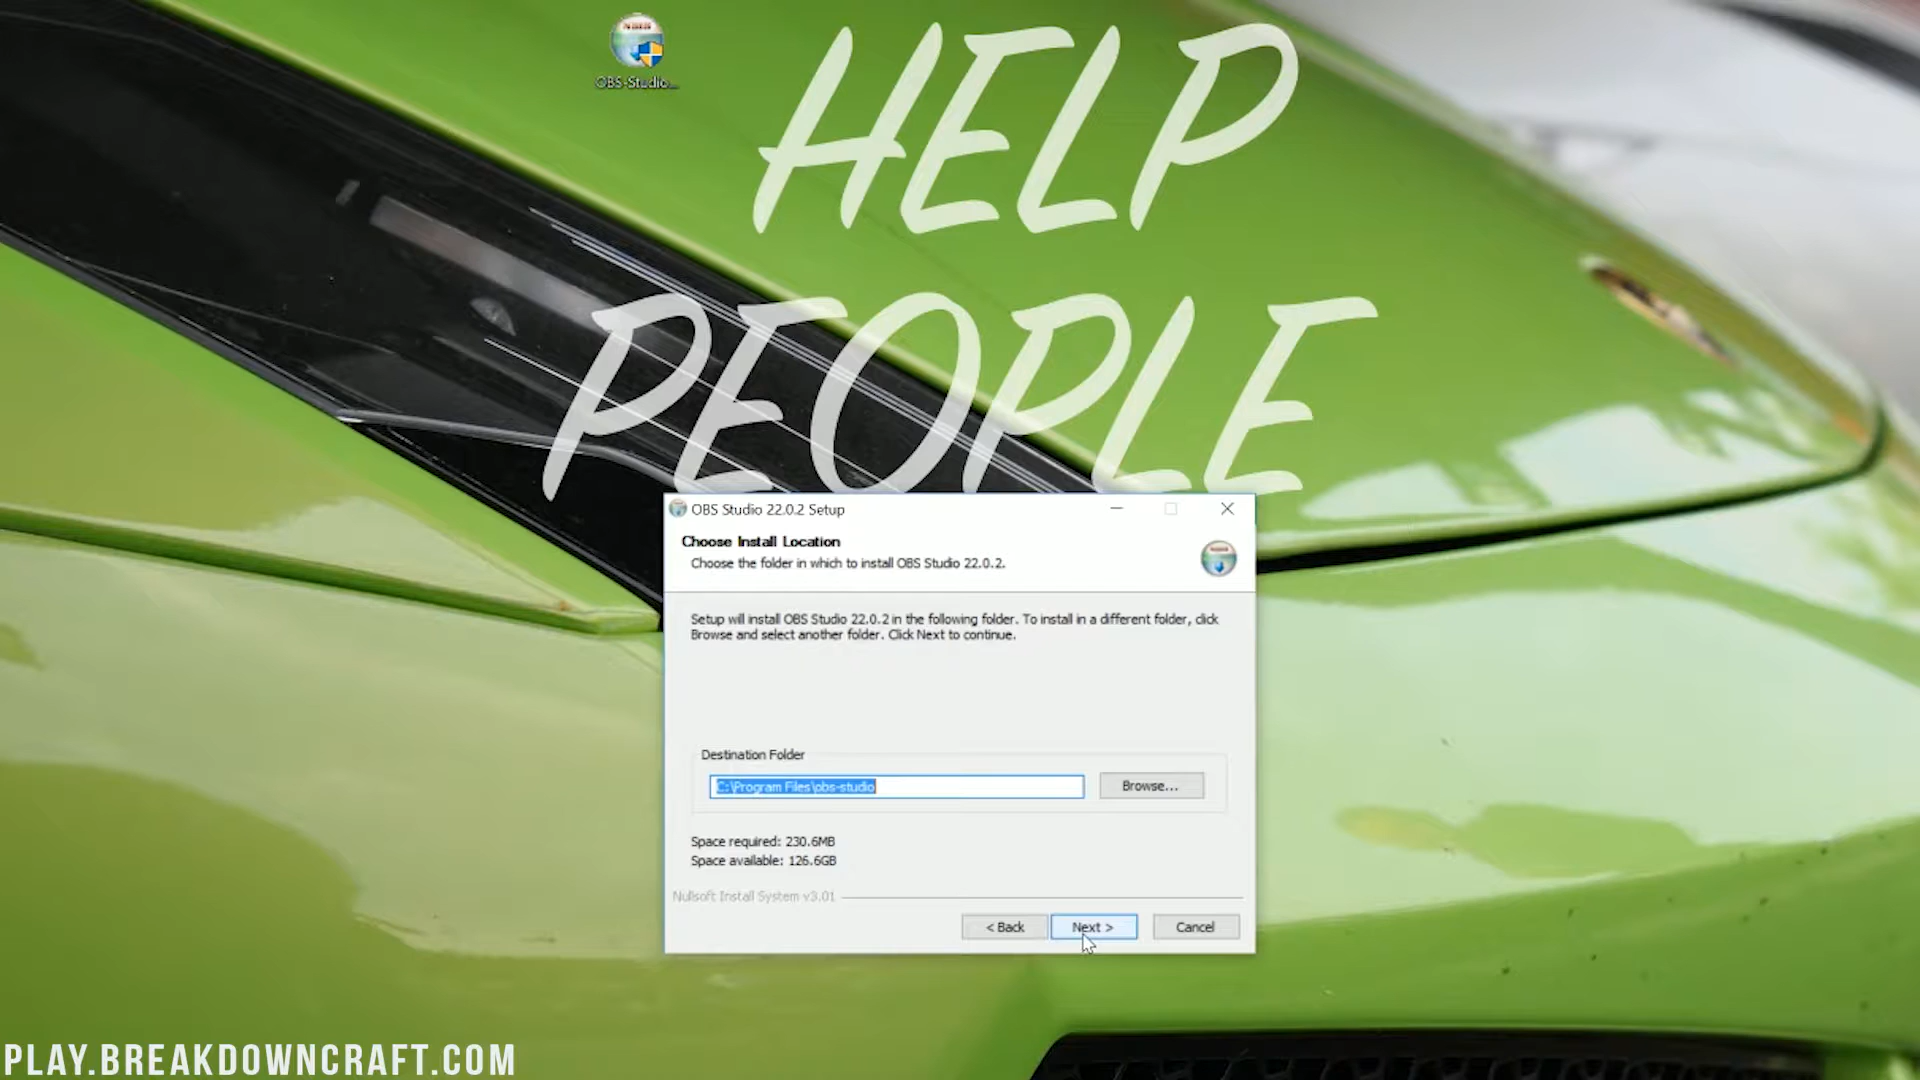 HELP
PEOPLE
OBS-Studio...
OBS Studio 22.0.2 Setup
Choose Install Location
Choose the folder in which to install OBS Studio 22.0.2.
Setup will install OBS Studio 22.0.2 in the following folder. To install in a different folder, click
Browse and select another folder. Click Next to continue.
Destination Folder
C:\Program Files\obs-studio
Browse...
Space required: 230.6MB
Space available: 126.6GB
Nullsoft Install System v3.01
< Back
Next >
Cancel
PLAY.BREAKDOWNCRAFT.COM